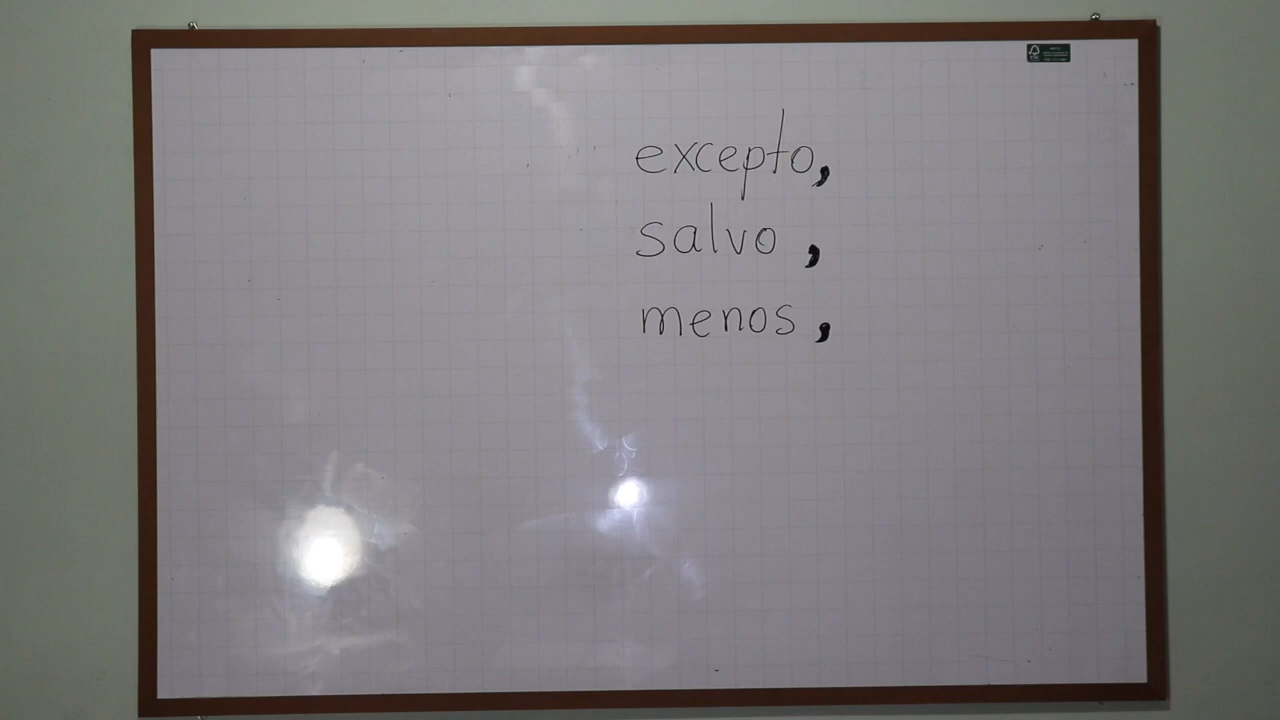 excepto,
salvo ,
menos ,